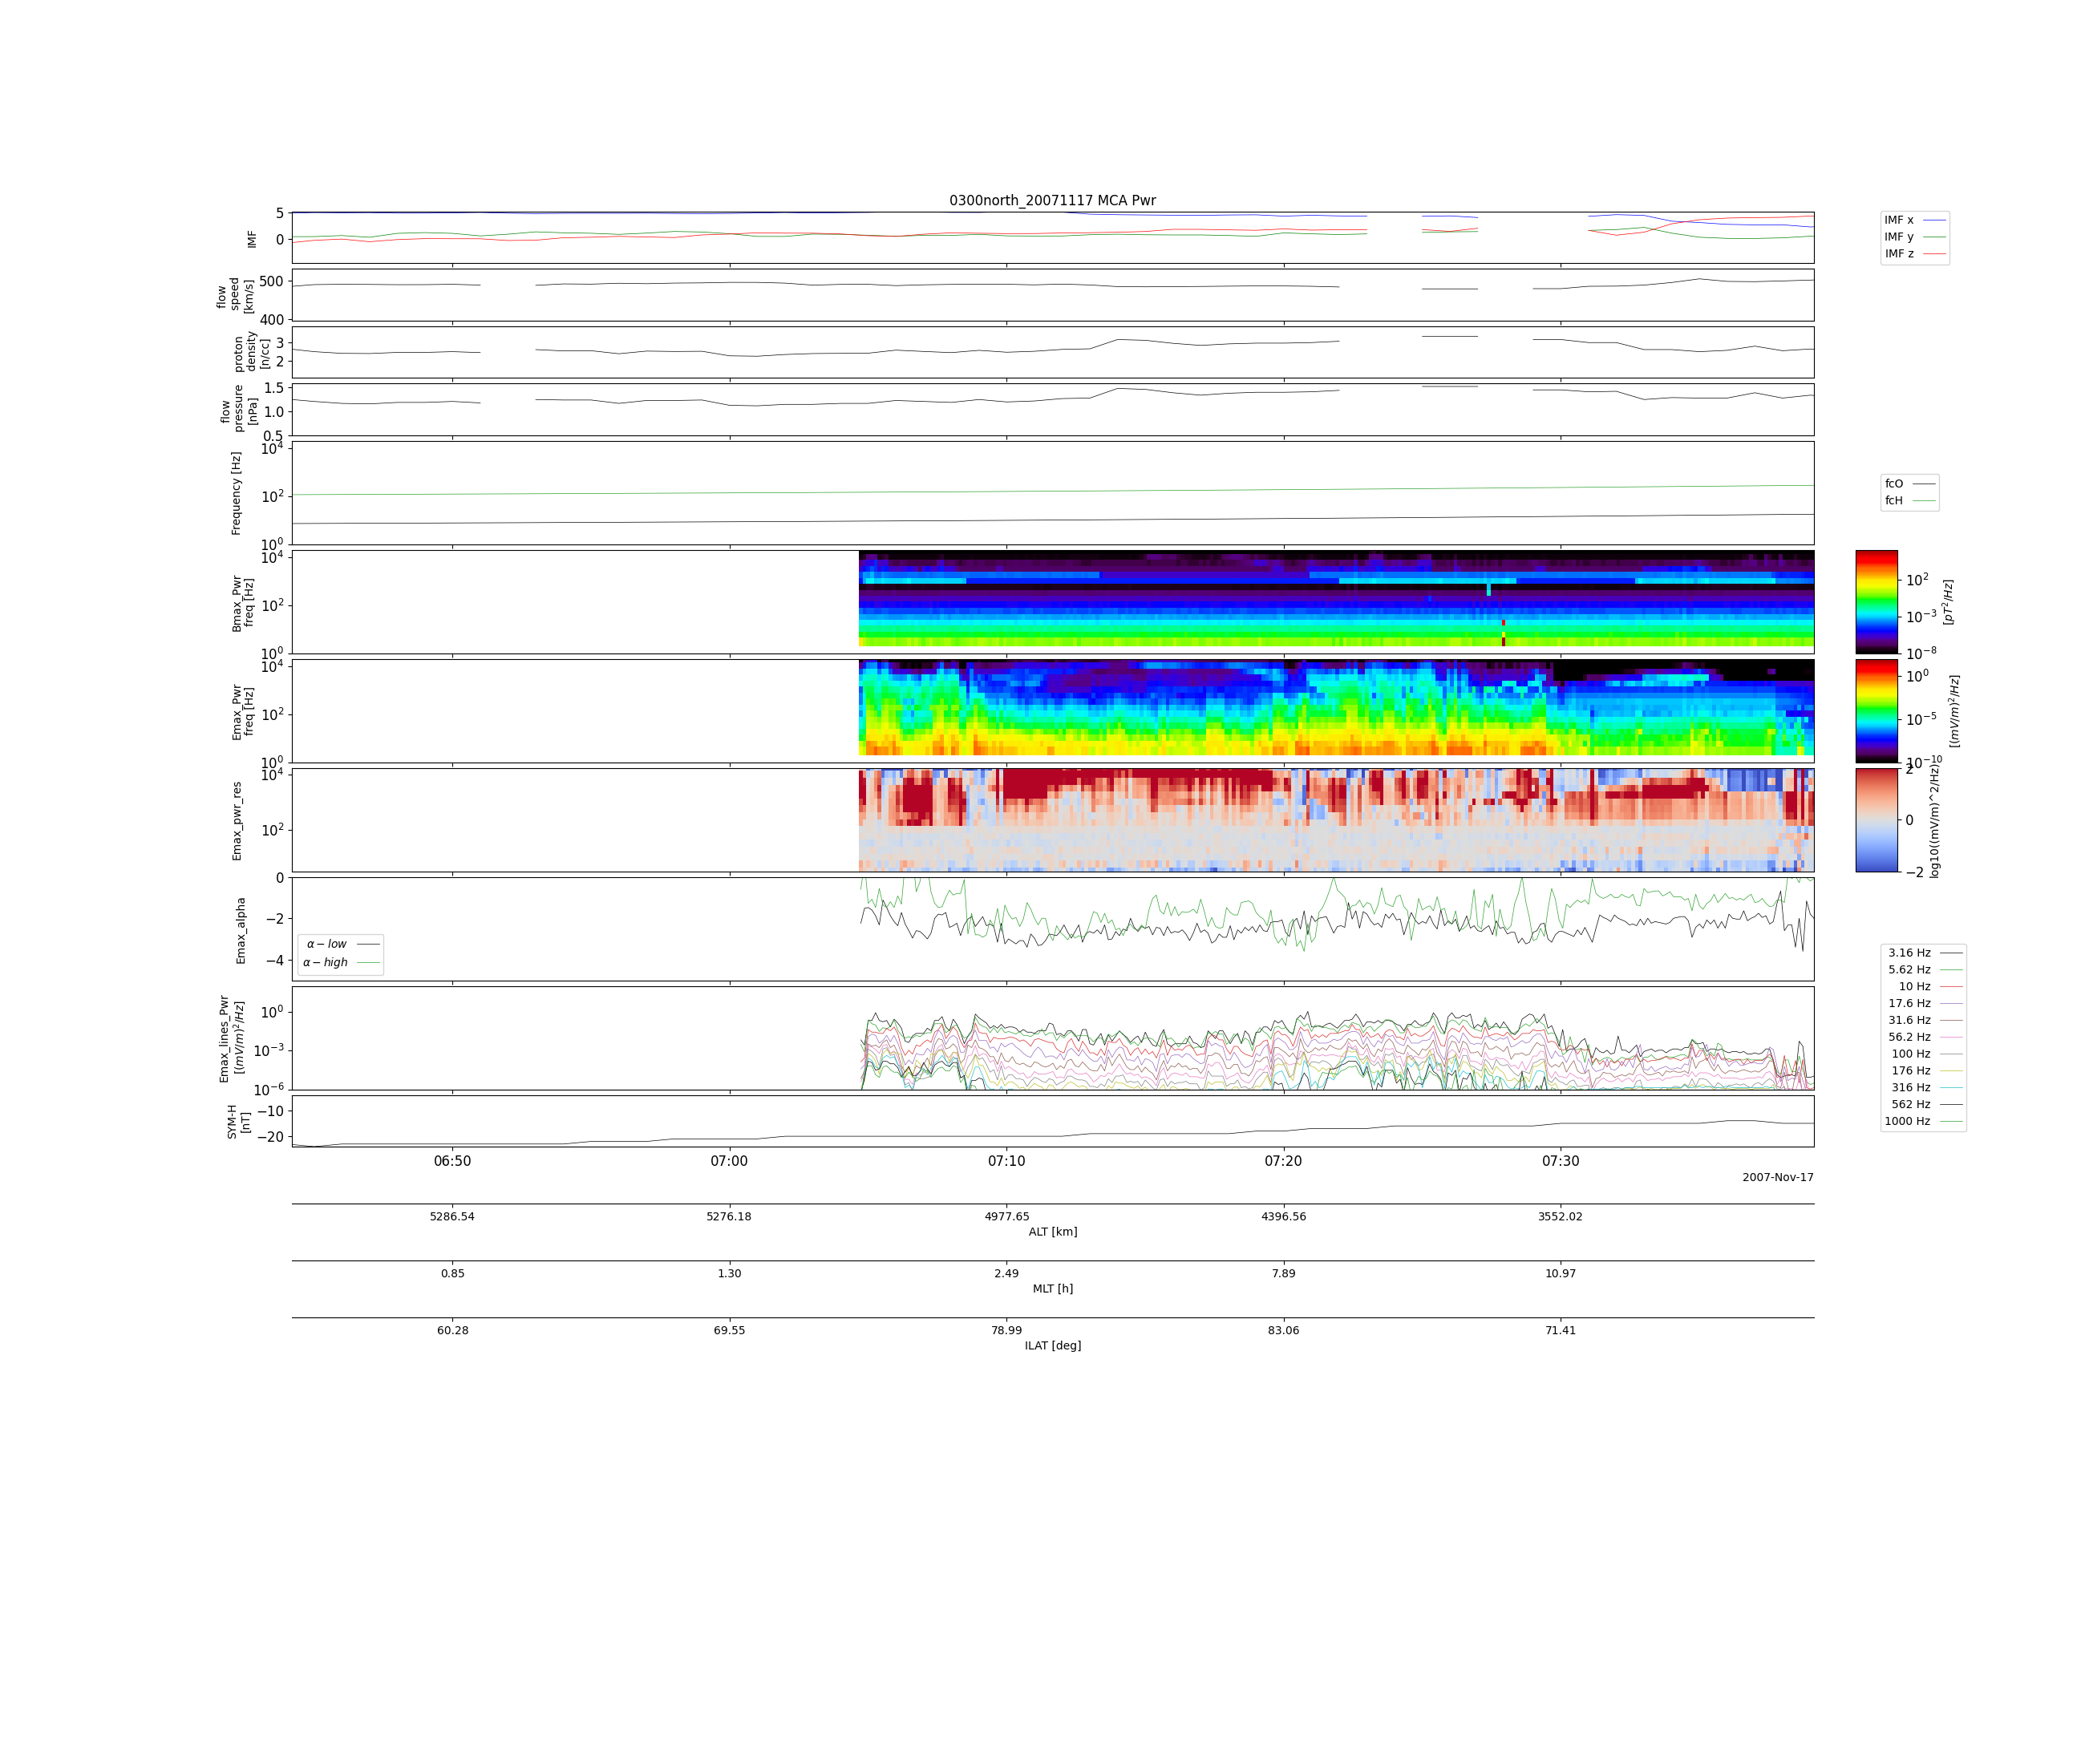 0300north_20071117 MCA Pwr
5
0
IMF
IMF x
IMF y
IMF z
500
400
flow
speed
[km/s]
3
2
proton
density
[n/cc]
1.5
1.0
0.5
flow
pressure
[nPa]
10^4
10^2
10^0
Frequency [Hz]
fcO
fcH
10^4
10^2
10^0
Bmax_Pwr
freq [Hz]
10^2
10^-3
10^-8
[pT^2/Hz]
10^4
10^2
10^0
Emax_Pwr
freq [Hz]
10^0
10^-5
10^-10
[(mV/m)^2/Hz]
10^4
10^2
Emax_pwr_res
2
0
−2
log10((mV/m)^2/Hz)
0
−2
−4
Emax_alpha
α − low
α − high
10^0
10^-3
10^-6
Emax_lines_Pwr
[(mV/m)^2/Hz]
3.16 Hz
5.62 Hz
10 Hz
17.6 Hz
31.6 Hz
56.2 Hz
100 Hz
176 Hz
316 Hz
562 Hz
1000 Hz
−10
−20
SYM-H
[nT]
06:50 07:00 07:10 07:20 07:30
2007-Nov-17
5286.54 5276.18 4977.65 4396.56 3552.02
ALT [km]
0.85 1.30 2.49 7.89 10.97
MLT [h]
60.28 69.55 78.99 83.06 71.41
ILAT [deg]